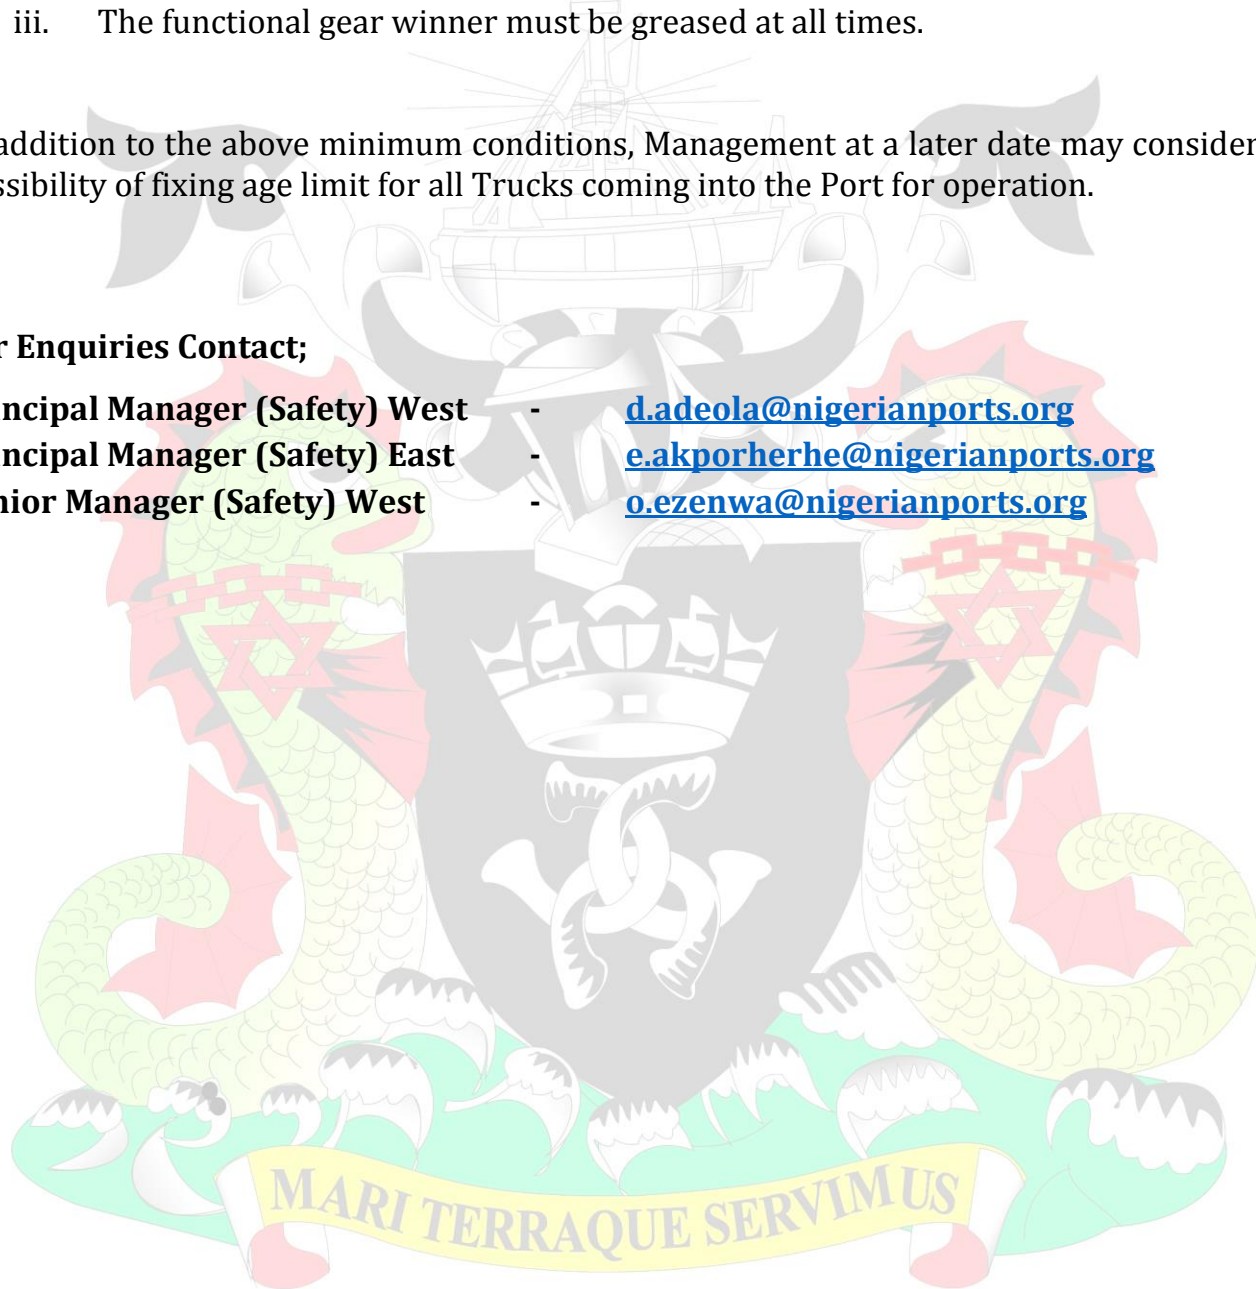 iii. The functional gear winner must be greased at all times.
addition to the above minimum conditions, Management at a later date may consider
ssibility of fixing age limit for all Trucks coming into the Port for operation.
r Enquiries Contact;
ncipal Manager (Safety) West - d.adeola@nigerianports.org
ncipal Manager (Safety) East - e.akporherhe@nigerianports.org
nior Manager (Safety) West - o.ezenwa@nigerianports.org
MARI TERRAQUE SERVIMUS